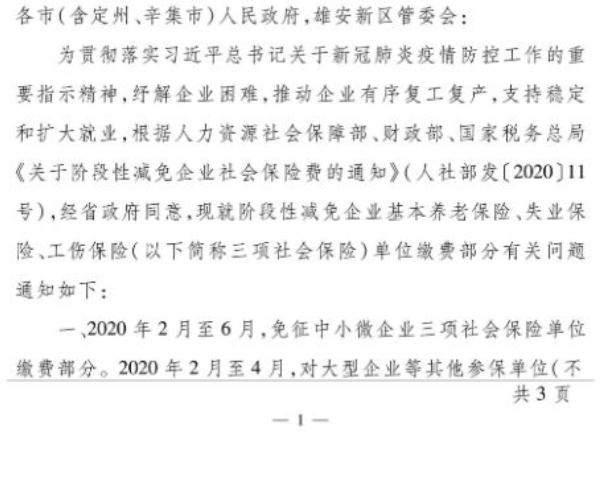 各市(含定州、辛集市)人民政府,雄安新区管委会:
为贯彻落实习近平总书记关于新冠肺炎疫情防控工作的重
要指示精神,纾解企业困难,推动企业有序复工复产,支持稳定
和扩大就业,根据人力资源社会保障部、财政部、国家税务总局
《关于阶段性减免企业社会保险费的通知》(人社部发〔2020〕11
号),经省政府同意,现就阶段性减免企业基本养老保险、失业保
险、工伤保险(以下简称三项社会保险)单位缴费部分有关问题
通知如下:
一、2020 年 2 月至 6 月,免征中小微企业三项社会保险单位
缴费部分。2020 年 2 月至 4 月,对大型企业等其他参保单位(不
共 3 页
— 1 —